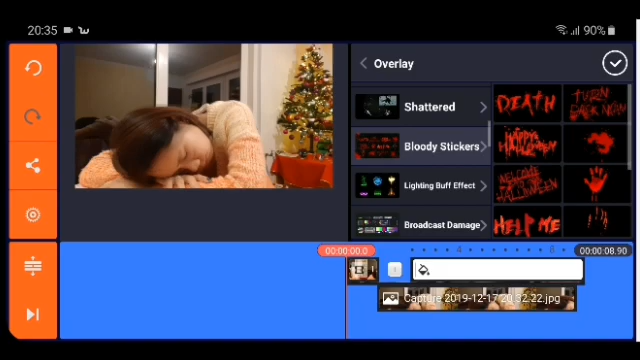 20:35
90%
Overlay
Shattered
Bloody Stickers
Lighting Buff Effect
Broadcast Damage
DEATH
TURN
BACK NOW
HAPPY
HALLOWEEN
WELCOME
HALLOWEEN
HELP ME
4
00:00:00.0
00:00:08.90
Capture 2019-12-17 20.32.22.jpg